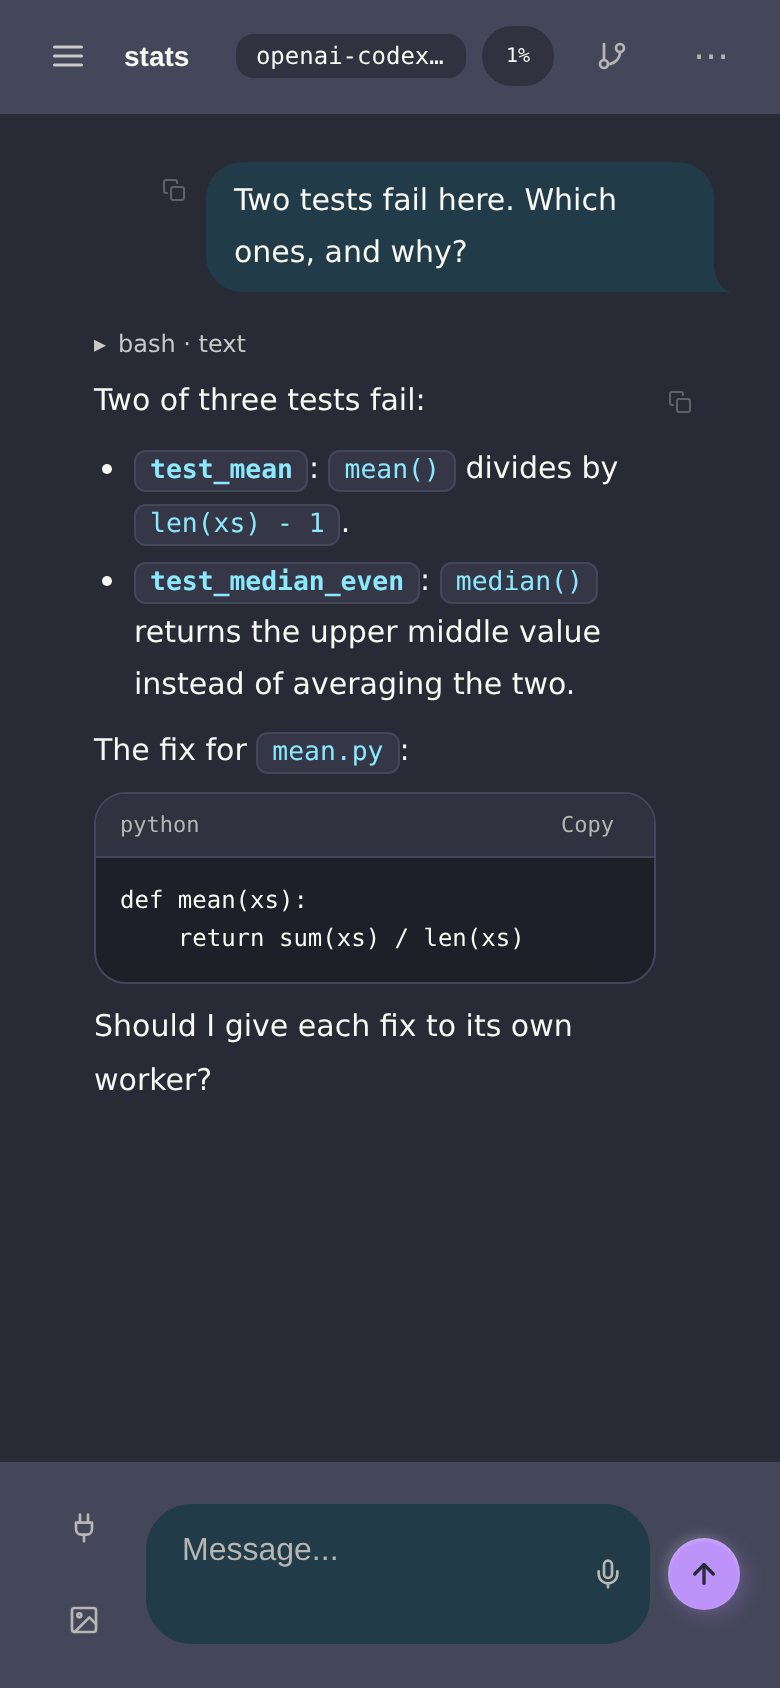 stats openai-codex… 1% ...
Two tests fail here. Which
ones, and why?
▸ bash · text
Two of three tests fail:
• test_mean: mean() divides by
len(xs) - 1.
• test_median_even: median()
returns the upper middle value
instead of averaging the two.
The fix for mean.py:
python Copy
def mean(xs):
    return sum(xs) / len(xs)
Should I give each fix to its own
worker?
Message...